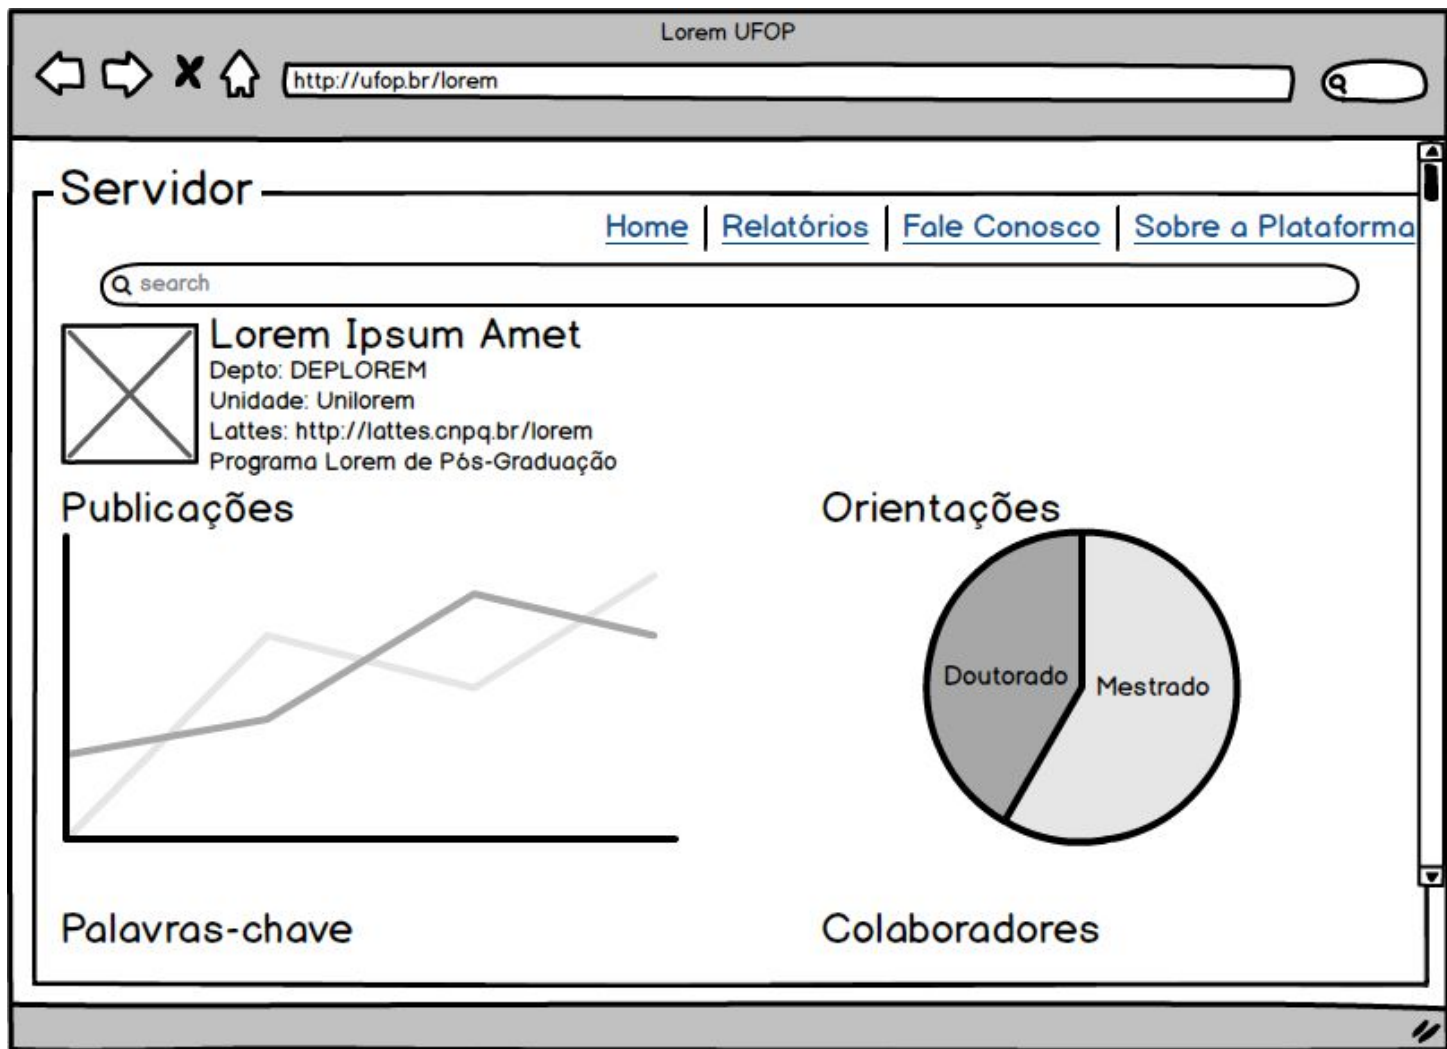 Lorem UFOP
http://ufop.br/lorem
Servidor
Home | Relatórios | Fale Conosco | Sobre a Plataforma
search
Lorem Ipsum Amet
Depto: DEPLOREM
Unidade: Unilorem
Lattes: http://lattes.cnpq.br/lorem
Programa Lorem de Pós-Graduação
Publicações
Orientações
Doutorado
Mestrado
Palavras-chave
Colaboradores